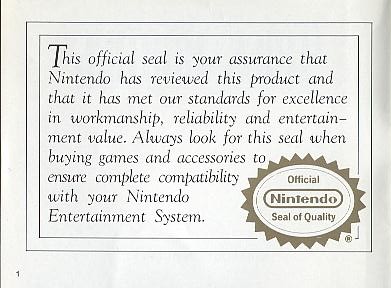 This official seal is your assurance that
Nintendo has reviewed this product and
that it has met our standards for excellence
in workmanship, reliability and entertain-
ment value. Always look for this seal when
buying games and accessories to
ensure complete compatibility
with your Nintendo
Entertainment System.
Official
Nintendo
Seal of Quality
®
1